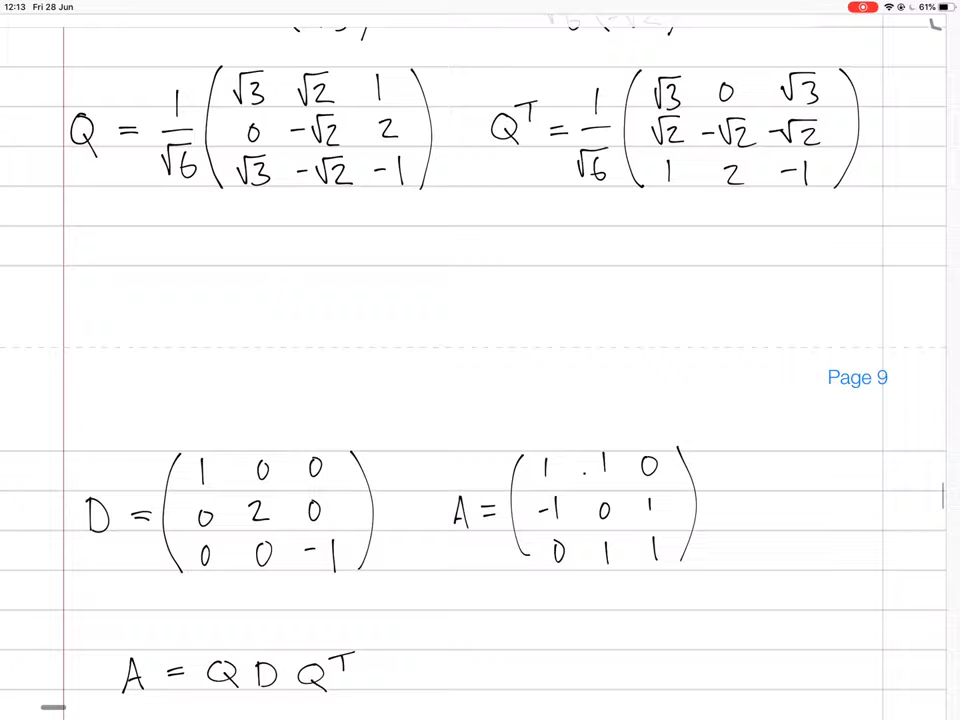 12:13 Fri 28 Jun 61%
Q = 1/√6 ( √3 √2 1
0 -√2 2
√3 -√2 -1 )
Q^T = 1/√6 ( √3 0 √3
√2 -√2 -√2
1 2 -1 )
Page 9
D = ( 1 0 0
0 2 0
0 0 -1 )
A = ( 1 . 1 0
-1 0 1
0 1 1 )
A = Q D Q^T